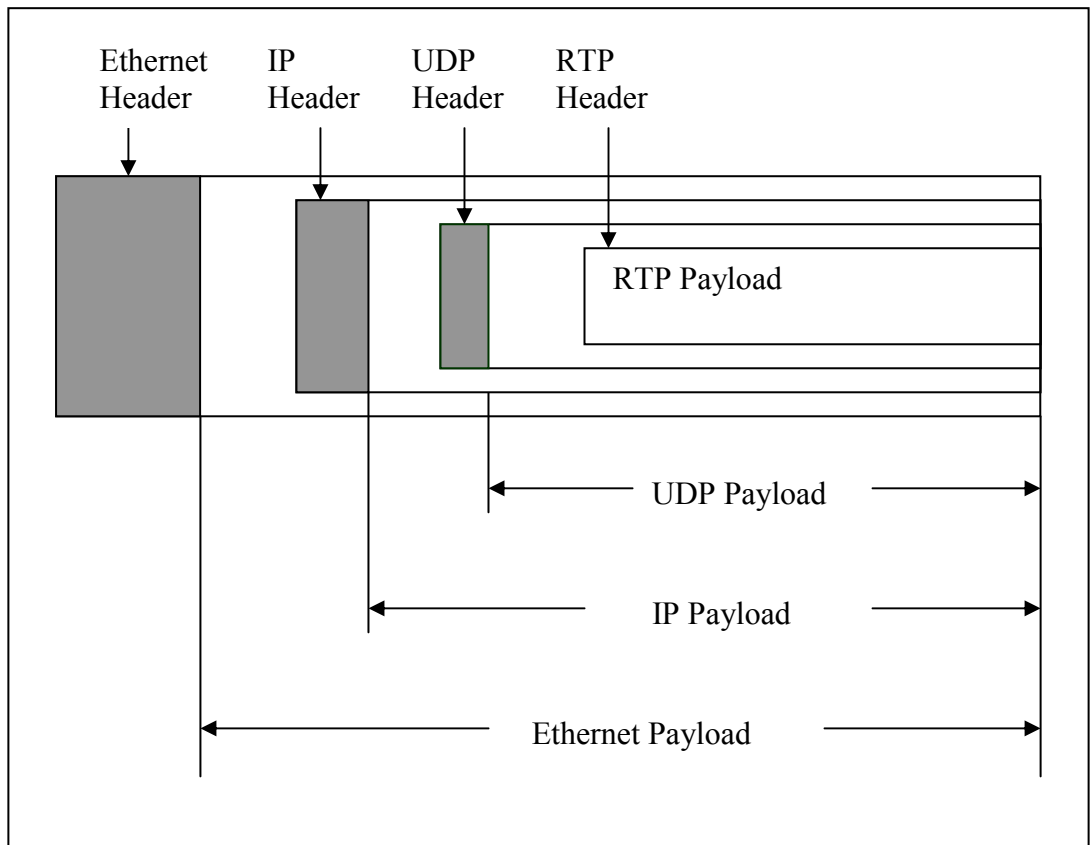 Ethernet
Header
IP
Header
UDP
Header
RTP
Header
RTP Payload
UDP Payload
IP Payload
Ethernet Payload